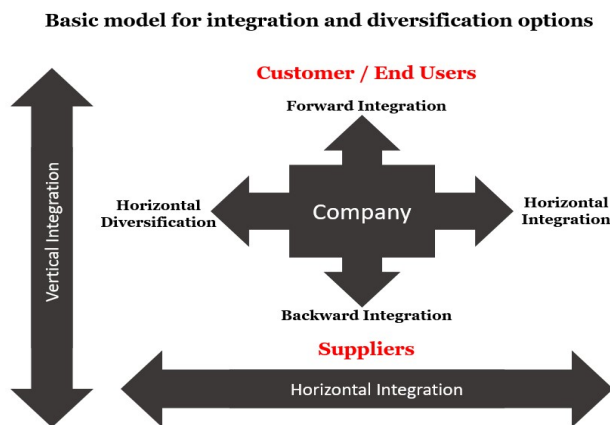 Basic model for integration and diversification options
Customer / End Users
Forward Integration
Vertical Integration
Horizontal
Diversification
Company
Horizontal
Integration
Backward Integration
Suppliers
Horizontal Integration